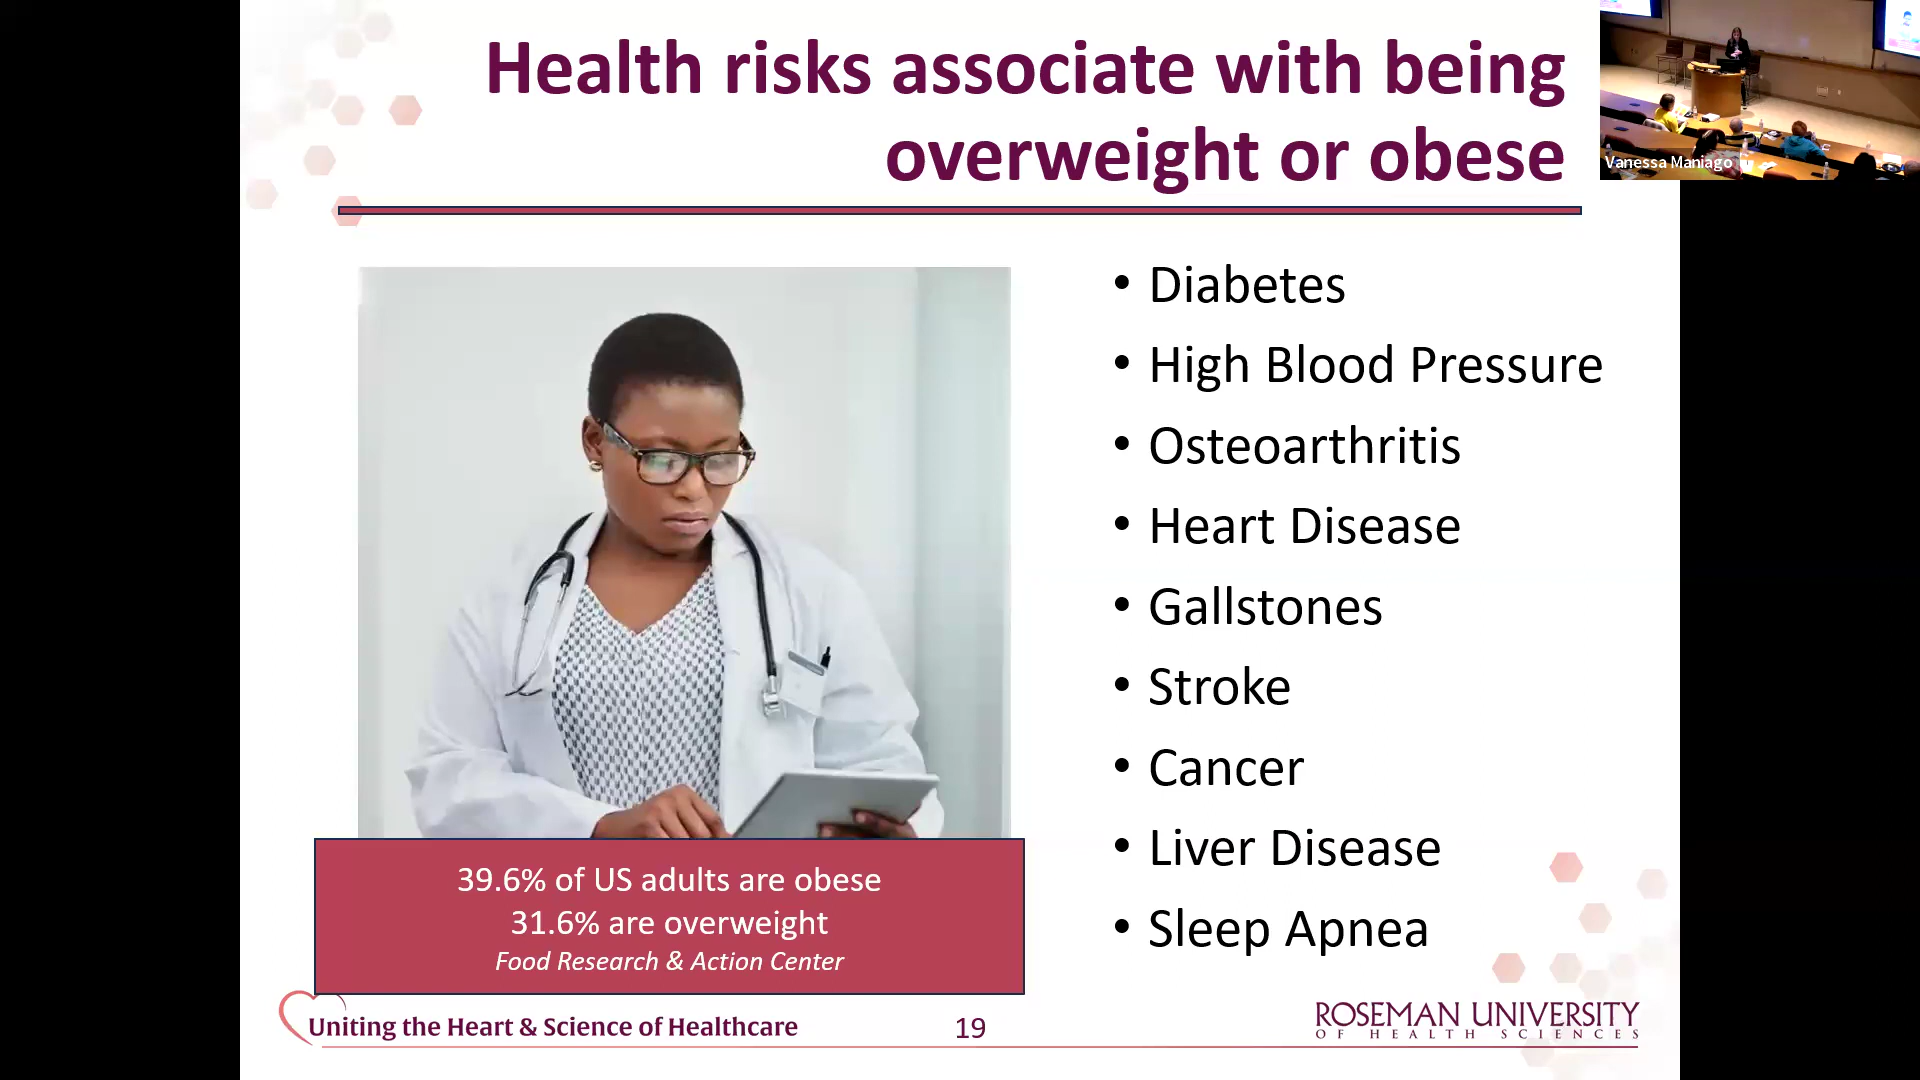 Health risks associate with being
overweight or obese
Vanessa Maniago
• Diabetes
• High Blood Pressure
• Osteoarthritis
• Heart Disease
• Gallstones
• Stroke
• Cancer
• Liver Disease
• Sleep Apnea
39.6% of US adults are obese
31.6% are overweight
Food Research & Action Center
Uniting the Heart & Science of Healthcare
19
ROSEMAN UNIVERSITY
OF HEALTH SCIENCES